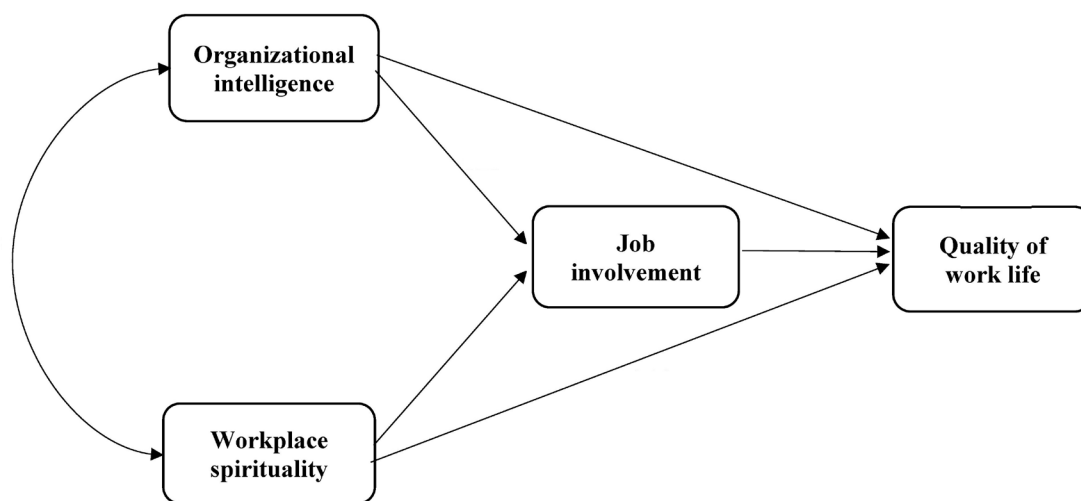 Organizational
intelligence
Job
involvement
Quality of
work life
Workplace
spirituality